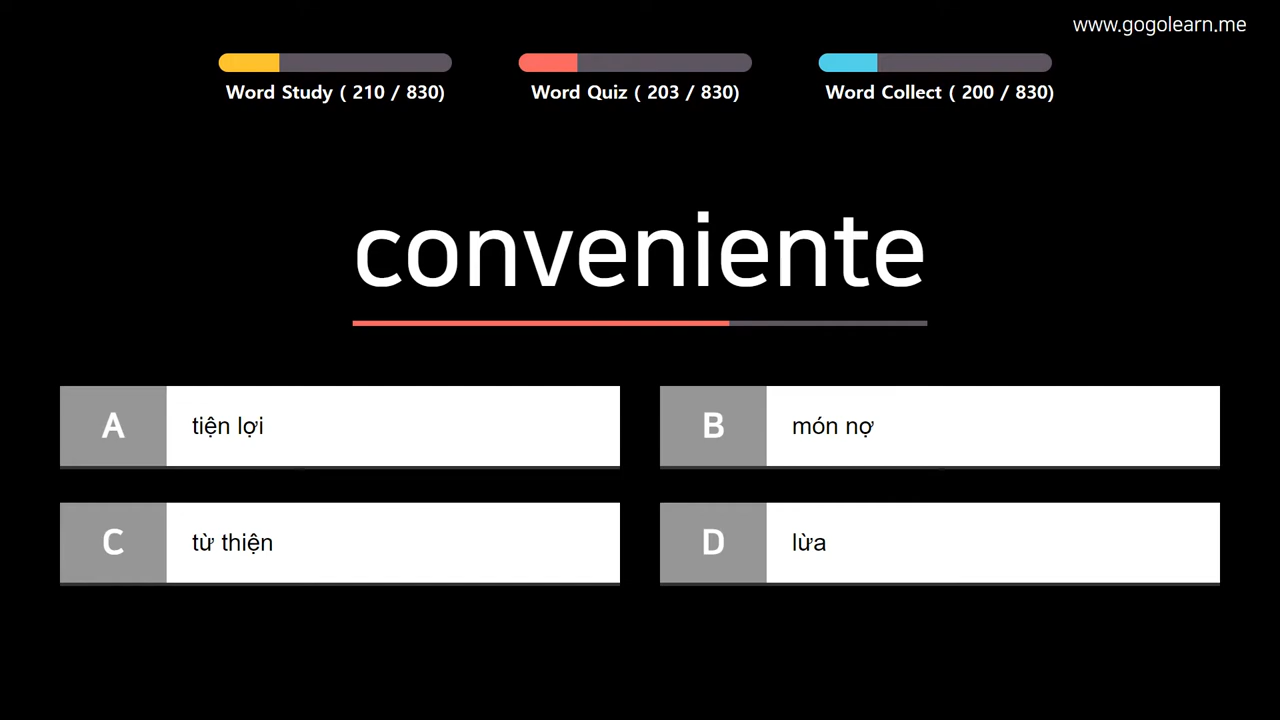 www.gogolearn.me
Word Study ( 210 / 830)
Word Quiz ( 203 / 830)
Word Collect ( 200 / 830)
conveniente
A tiện lợi
B món nợ
C từ thiện
D lừa